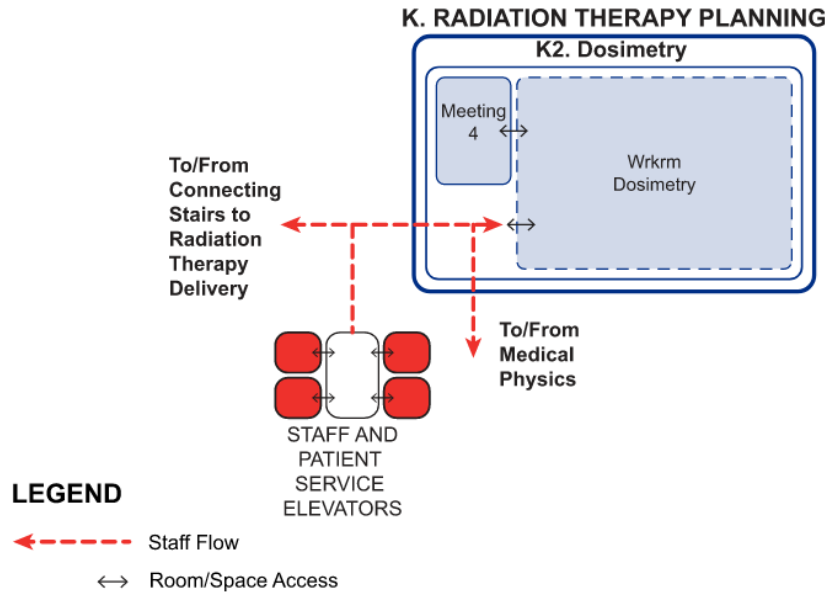 K. RADIATION THERAPY PLANNING
K2. Dosimetry
Meeting
4
Wrkrm
Dosimetry
To/From
Connecting
Stairs to
Radiation
Therapy
Delivery
To/From
Medical
Physics
STAFF AND
PATIENT
SERVICE
ELEVATORS
LEGEND
Staff Flow
Room/Space Access